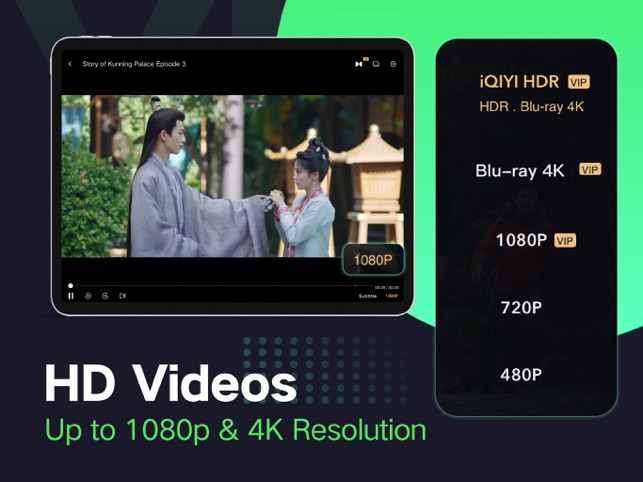 Story of Kunning Palace Episode 3
1080P
Subtitle 1080P
iQIYI HDR VIP
HDR . Blu-ray 4K
Blu-ray 4K VIP
1080P VIP
720P
480P
HD Videos
Up to 1080p & 4K Resolution